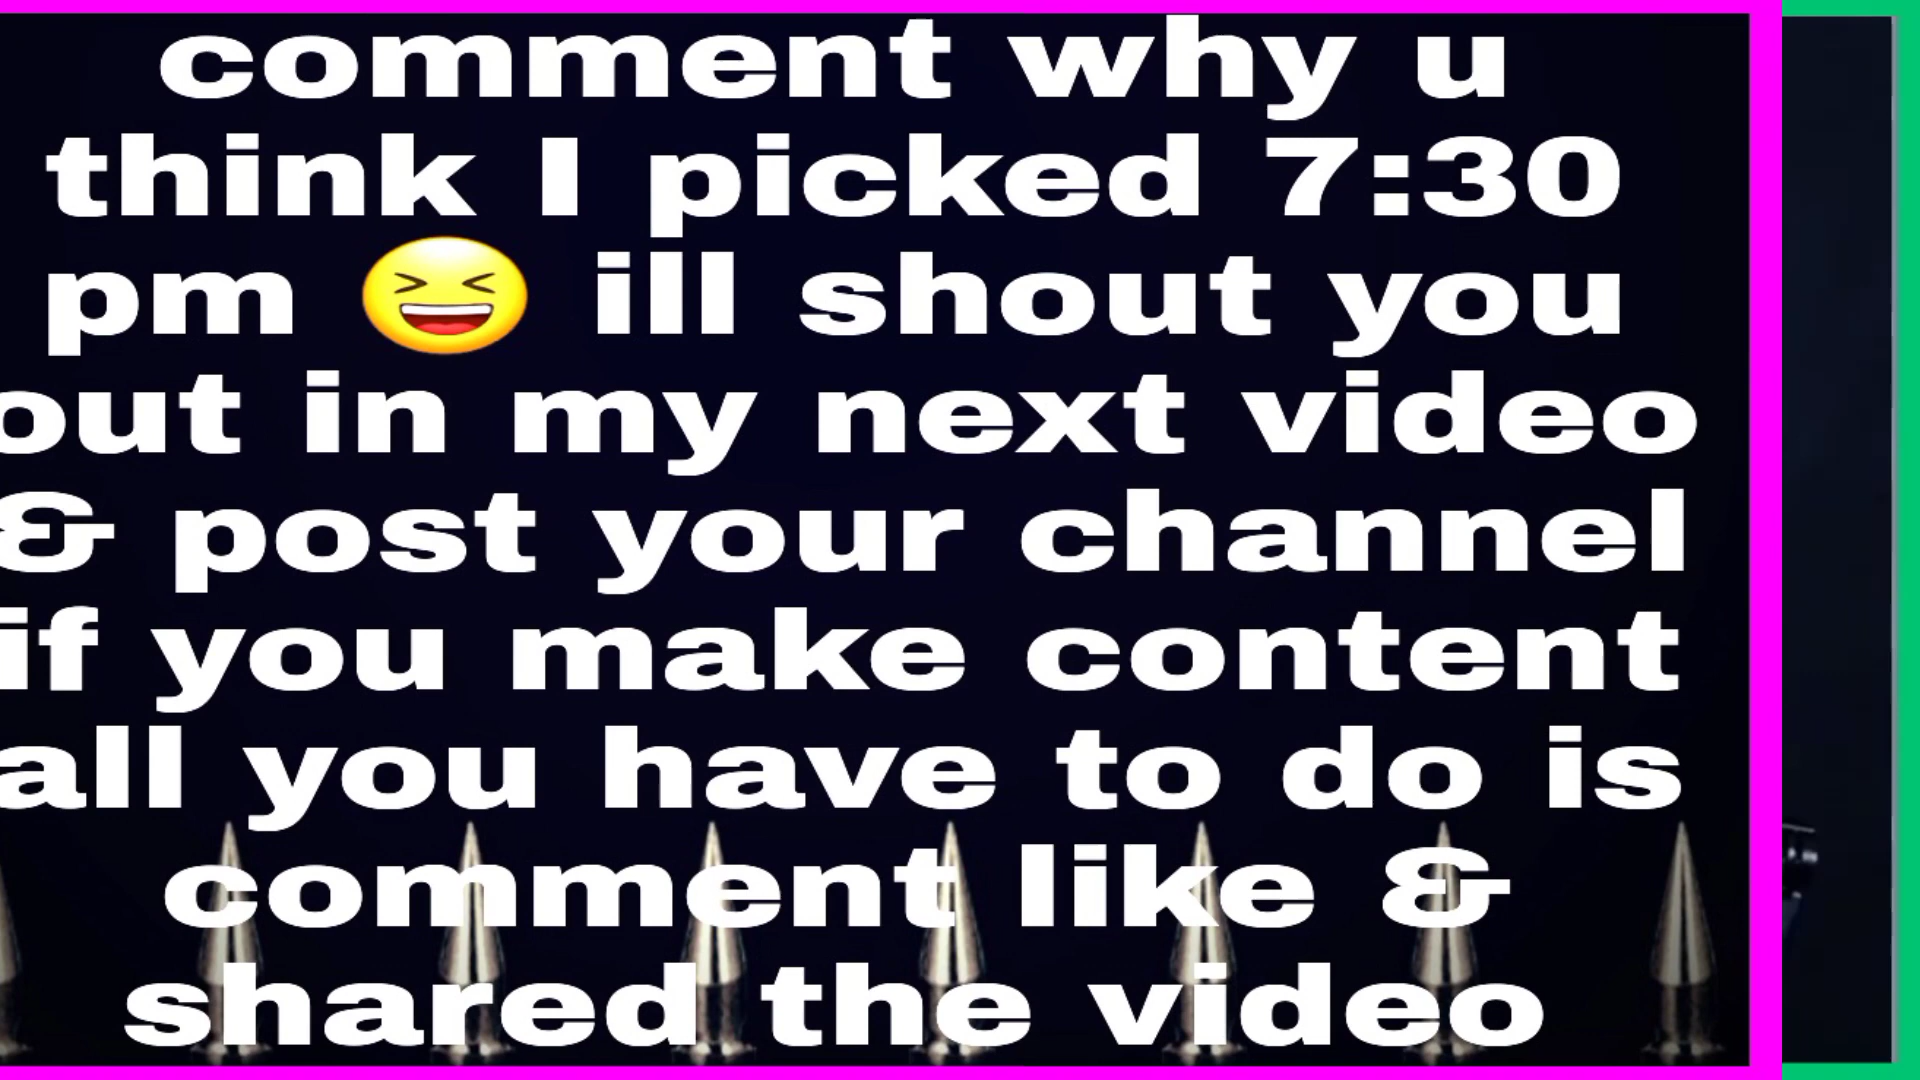 comment why u
think I picked 7:30
pm 😆 ill shout you
out in my next video
& post your channel
if you make content
all you have to do is
comment like &
shared the video